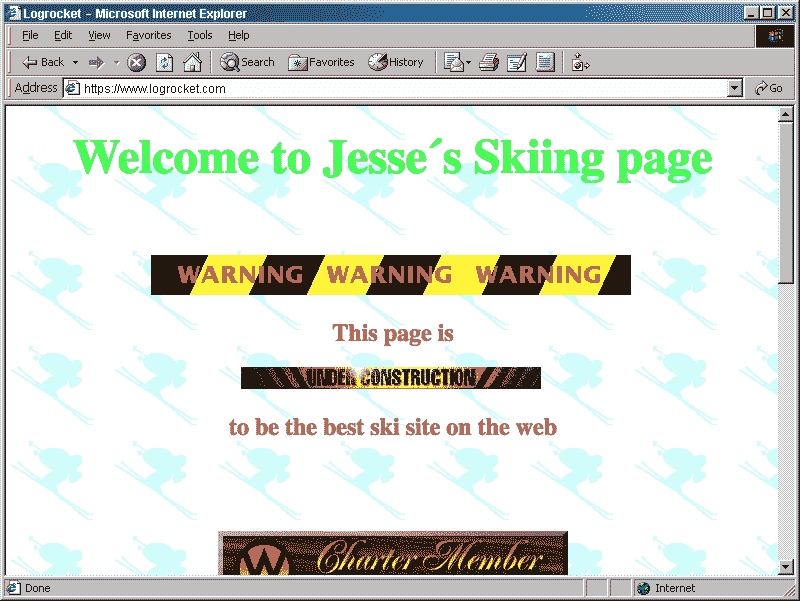 Logrocket - Microsoft Internet Explorer
File Edit View Favorites Tools Help
Back Search Favorites History
Address https://www.logrocket.com Go
Welcome to Jesse´s Skiing page
WARNING WARNING WARNING
This page is
UNDER CONSTRUCTION
to be the best ski site on the web
W Charter Member
Done Internet